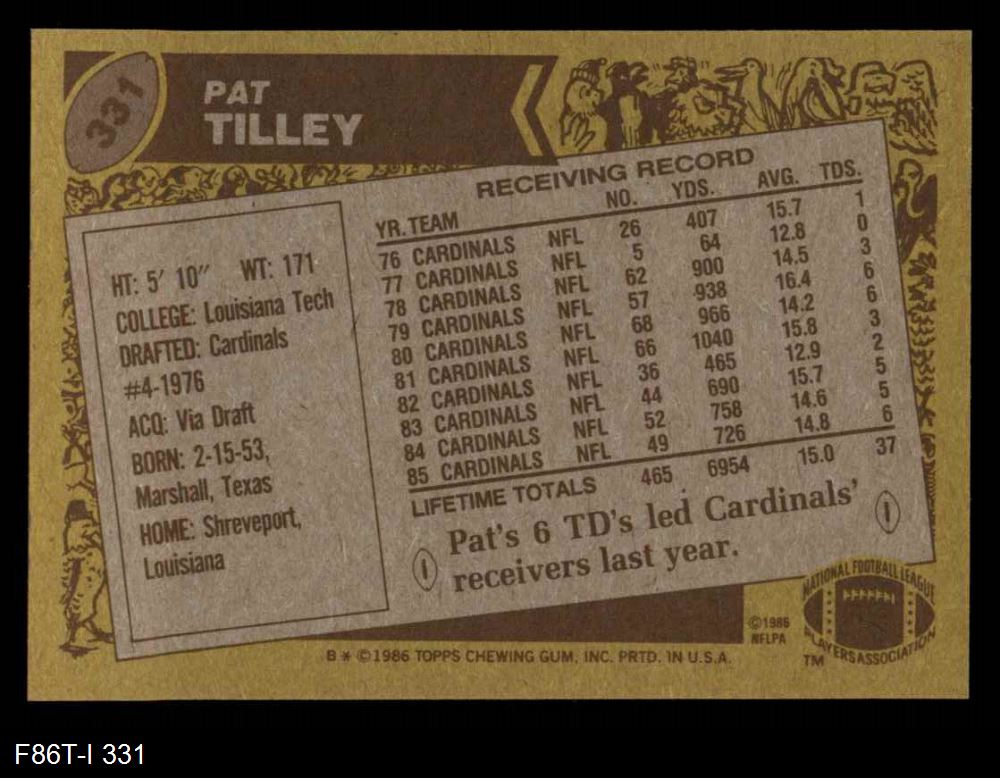 331
PAT
TILLEY
HT: 5' 10" WT: 171
COLLEGE: Louisiana Tech
DRAFTED: Cardinals
#4-1976
ACQ: Via Draft
BORN: 2-15-53,
Marshall, Texas
HOME: Shreveport,
Louisiana
RECEIVING RECORD
YR. TEAM NO. YDS. AVG. TDS.
76 CARDINALS NFL 26 407 15.7 1
77 CARDINALS NFL 5 64 12.8 0
78 CARDINALS NFL 62 900 14.5 3
79 CARDINALS NFL 57 938 16.4 6
80 CARDINALS NFL 68 966 14.2 6
81 CARDINALS NFL 66 1040 15.8 3
82 CARDINALS NFL 36 465 12.9 2
83 CARDINALS NFL 44 690 15.7 5
84 CARDINALS NFL 52 758 14.6 5
85 CARDINALS NFL 49 726 14.8 6
LIFETIME TOTALS 465 6954 15.0 37
Pat's 6 TD's led Cardinals'
receivers last year.
©1986
NFLPA
NATIONAL FOOTBALL LEAGUE
PLAYERS ASSOCIATION
TM
B * ©1986 TOPPS CHEWING GUM, INC. PRTD. IN U.S.A.
F86T-I 331